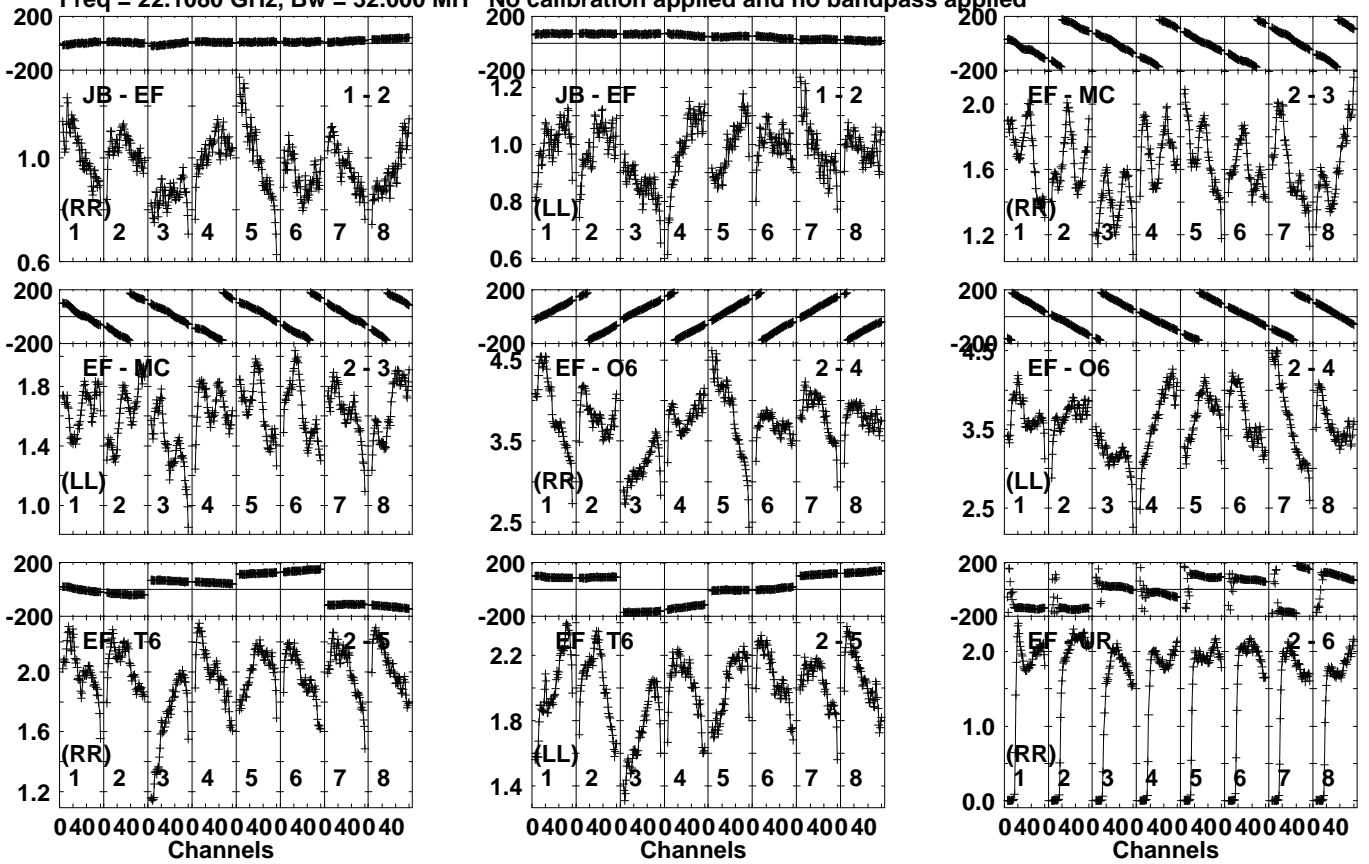 Freq = 22.1080 GHz, Bw = 32.000 MH No calibration applied and no bandpass applied
200 200 200
-200 -200 -200
JB - EF 1 - 2 JB - EF 1 - 2 EF - MC 2 - 3
1.2 2.0
1.0 1.0 1.6
0.8
(RR) (LL) (RR)
1 2 3 4 5 6 7 8 1 2 3 4 5 6 7 8 1 2 3 4 5 6 7 8
1.2
0.6 0.6
200 200 200
-200 -200 -200
4.5 4.5
EF - MC 2 - 3 EF - O6 2 - 4 EF - O6 2 - 4
1.8
1.4 3.5 3.5
(LL) (RR) (LL)
1 2 3 4 5 6 7 8 1 2 3 4 5 6 7 8 1 2 3 4 5 6 7 8
1.0 2.5 2.5
200 200 200
-200 -200 -200
EF - T6 2 - 5 EF - T6 2 - 5 EF - UR 2 - 6
2.0 2.2 2.0
1.6 1.8 1.0
(RR) (LL) (RR)
1 2 3 4 5 6 7 8 1 2 3 4 5 6 7 8 1 2 3 4 5 6 7 8
1.2 1.4 0.0
0 40 0 40 0 40 0 40 0 40 0 40 0 40 0 40 0 40 0 40 0 40 0 40 0 40 0 40 0 40 0 40 0 40 0 40 0 40 0 40 0 40 0 40 0 40 0 40
Channels Channels Channels